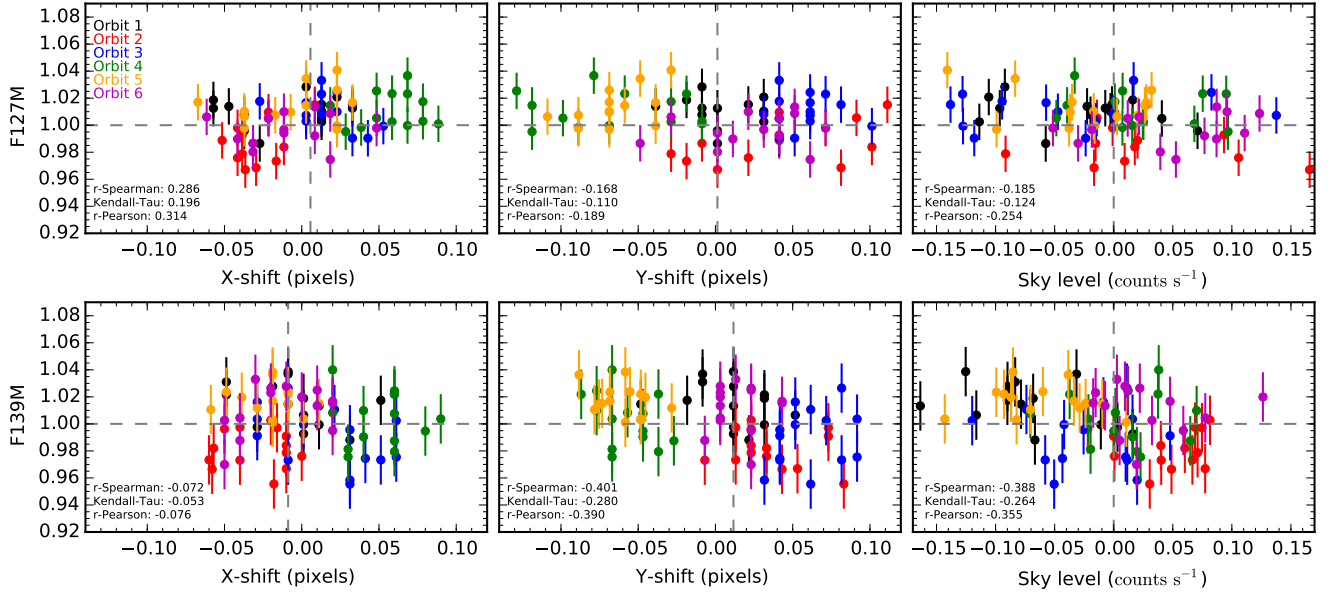 1.08
1.06
1.04
1.02
1.00
0.98
0.96
0.94
0.92
F127M
Orbit 1
Orbit 2
Orbit 3
Orbit 4
Orbit 5
Orbit 6
r-Spearman: 0.286
Kendall-Tau: 0.196
r-Pearson: 0.314
−0.10 −0.05 0.00 0.05 0.10
X-shift (pixels)
r-Spearman: -0.168
Kendall-Tau: -0.110
r-Pearson: -0.189
−0.10 −0.05 0.00 0.05 0.10
Y-shift (pixels)
r-Spearman: -0.185
Kendall-Tau: -0.124
r-Pearson: -0.254
−0.15 −0.10 −0.05 0.00 0.05 0.10 0.15
Sky level (counts s⁻¹)
1.08
1.06
1.04
1.02
1.00
0.98
0.96
0.94
0.92
F139M
r-Spearman: -0.072
Kendall-Tau: -0.053
r-Pearson: -0.076
−0.10 −0.05 0.00 0.05 0.10
X-shift (pixels)
r-Spearman: -0.401
Kendall-Tau: -0.280
r-Pearson: -0.390
−0.10 −0.05 0.00 0.05 0.10
Y-shift (pixels)
r-Spearman: -0.388
Kendall-Tau: -0.264
r-Pearson: -0.355
−0.15 −0.10 −0.05 0.00 0.05 0.10 0.15
Sky level (counts s⁻¹)